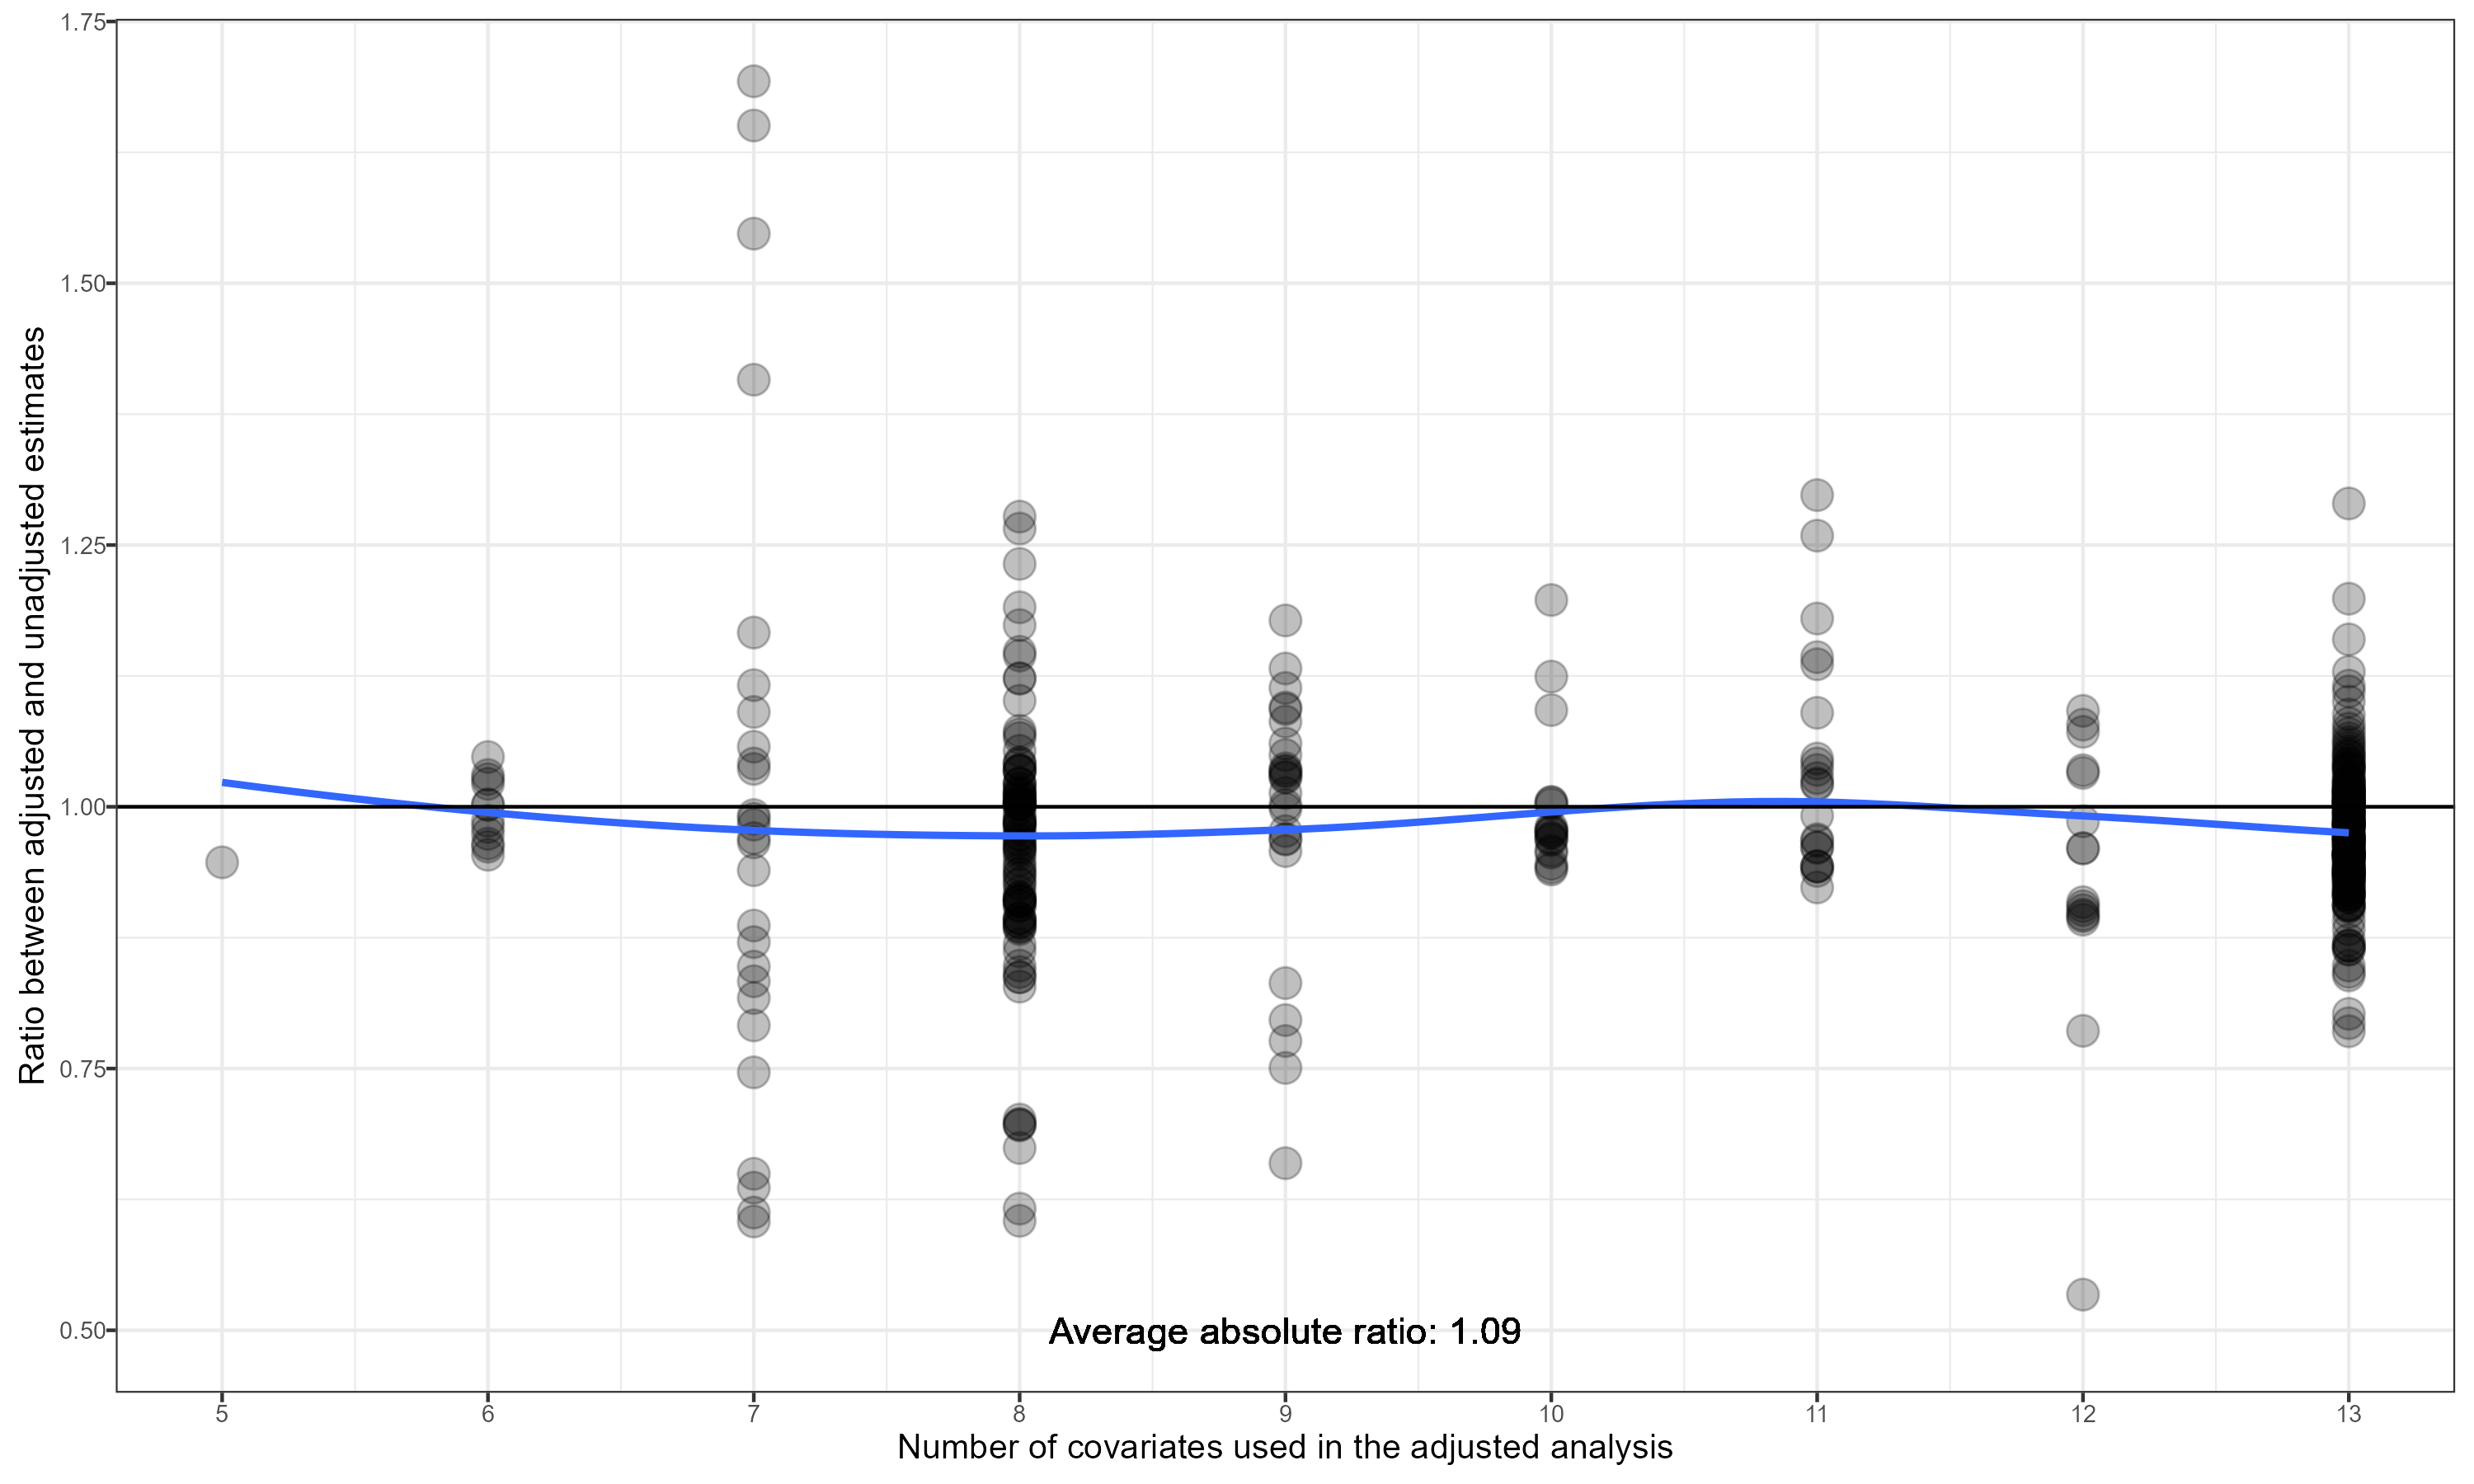 Ratio between adjusted and unadjusted estimates
1.75
1.50
1.25
1.00
0.75
0.50
Average absolute ratio: 1.09
5 6 7 8 9 10 11 12 13
Number of covariates used in the adjusted analysis